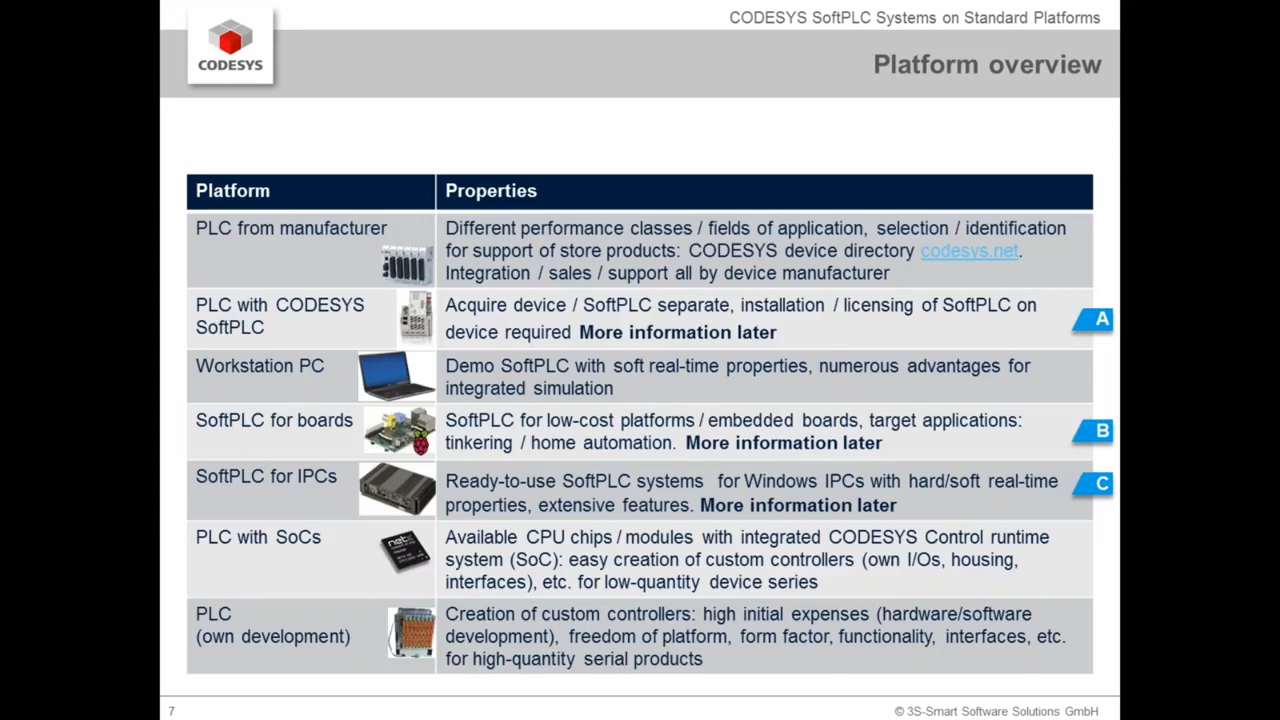 CODESYS SoftPLC Systems on Standard Platforms
CODESYS
Platform overview
Platform
Properties
PLC from manufacturer
Different performance classes / fields of application, selection / identification
for support of store products: CODESYS device directory codesys.net.
Integration / sales / support all by device manufacturer
PLC with CODESYS
SoftPLC
Acquire device / SoftPLC separate, installation / licensing of SoftPLC on
device required More information later
A
Workstation PC
Demo SoftPLC with soft real-time properties, numerous advantages for
integrated simulation
SoftPLC for boards
SoftPLC for low-cost platforms / embedded boards, target applications:
tinkering / home automation. More information later
B
SoftPLC for IPCs
Ready-to-use SoftPLC systems for Windows IPCs with hard/soft real-time
properties, extensive features. More information later
C
PLC with SoCs
netX
Available CPU chips / modules with integrated CODESYS Control runtime
system (SoC): easy creation of custom controllers (own I/Os, housing,
interfaces), etc. for low-quantity device series
PLC
(own development)
Creation of custom controllers: high initial expenses (hardware/software
development), freedom of platform, form factor, functionality, interfaces, etc.
for high-quantity serial products
7
© 3S-Smart Software Solutions GmbH